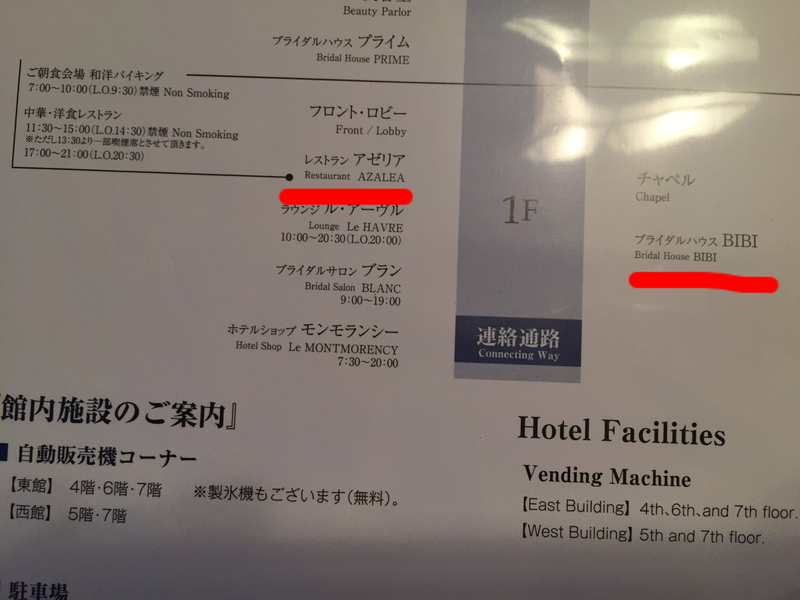 Beauty Parlor
ブライダルハウス プライム
Bridal House PRIME
ご朝食会場 和洋バイキング
7:00〜10:00(L.O.9:30)禁煙 Non Smoking
中華・洋食レストラン
11:30〜15:00(L.O.14:30)禁煙 Non Smoking
※ただし13:30より一部喫煙席とさせて頂きます。
17:00〜21:00(L.O.20:30)
フロント・ロビー
Front / Lobby
レストラン アゼリア
Restaurant AZALEA
ラウンジ ル・アーヴル
Lounge Le HAVRE
10:00〜20:30(L.O.20:00)
ブライダルサロン ブラン
Bridal Salon BLANC
9:00〜19:00
ホテルショップ モンモランシー
Hotel Shop Le MONTMORENCY
7:30〜20:00
1F
連絡通路
Connecting Way
チャペル
Chapel
ブライダルハウス BIBI
Bridal House BIBI
館内施設のご案内』
自動販売機コーナー
【東館】 4階・6階・7階 ※製氷機もございます(無料)。
【西館】 5階・7階
駐車場
Hotel Facilities
Vending Machine
【East Building】 4th、6th、and 7th floor.
【West Building】 5th and 7th floor.